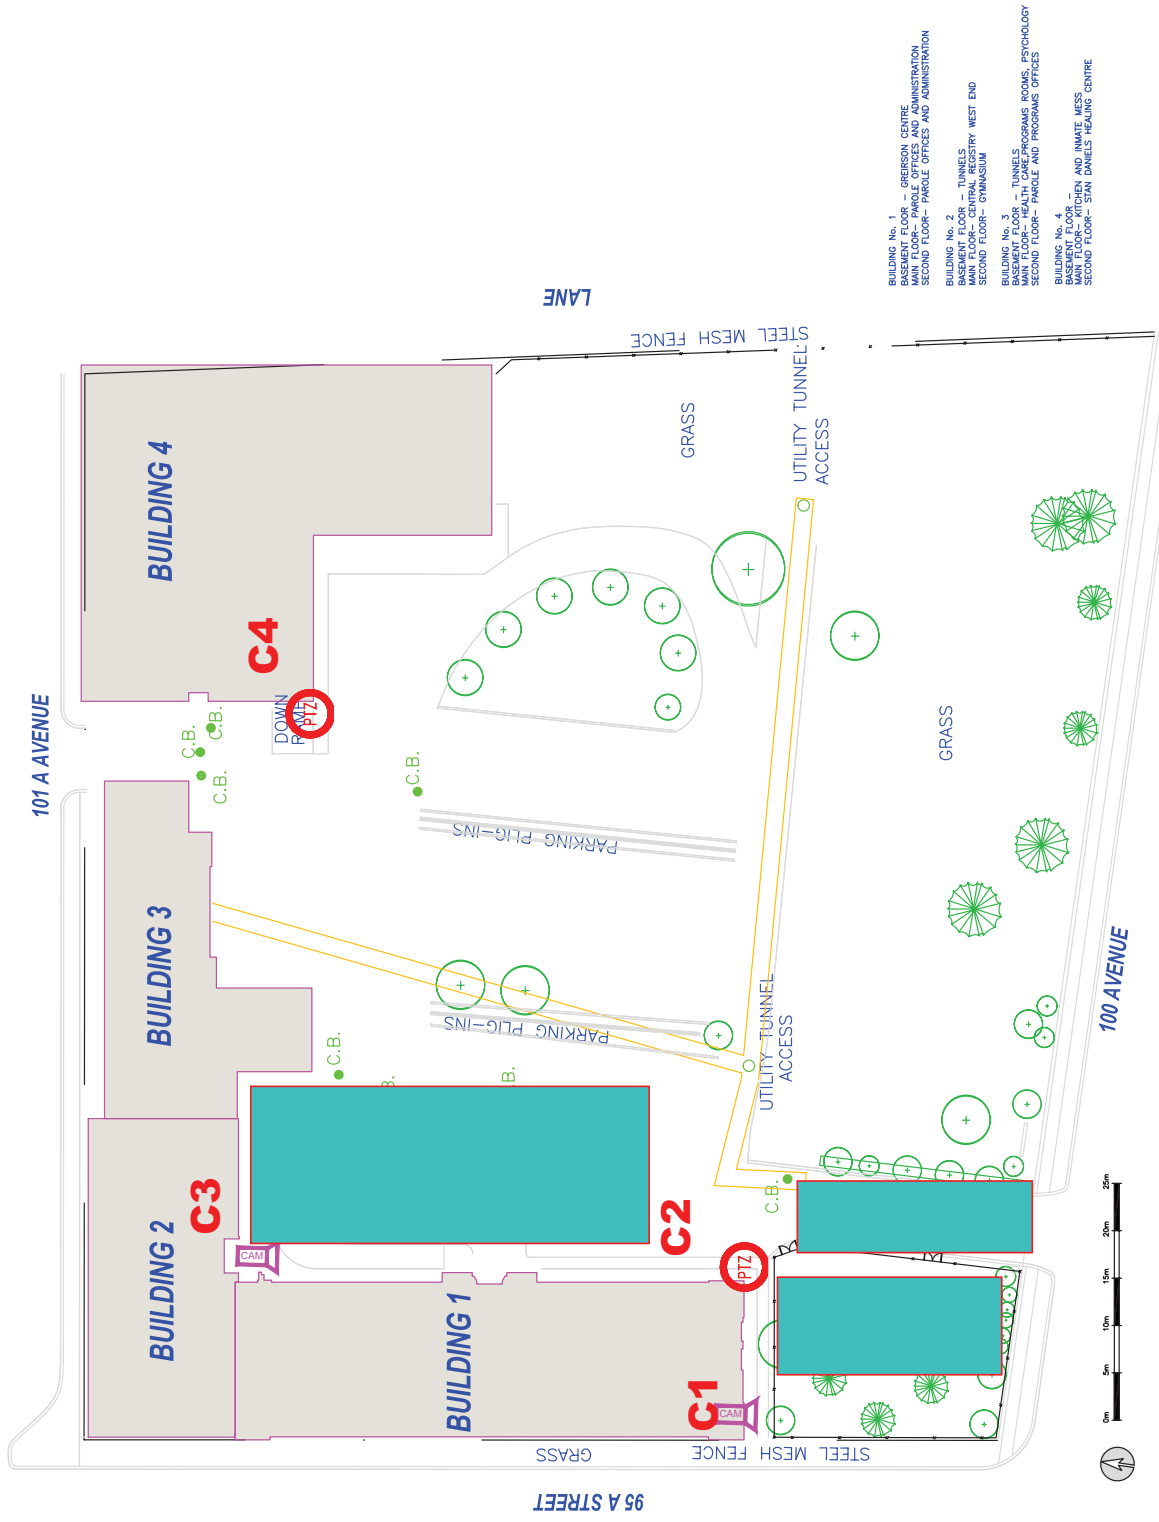 BUILDING No. 1
BASEMENT FLOOR - GREIRSON CENTRE
MAIN FLOOR- PAROLE OFFICES AND ADMINISTRATION
SECOND FLOOR- PAROLE OFFICES AND ADMINISTRATION
BUILDING No. 2
BASEMENT FLOOR - TUNNELS
MAIN FLOOR- CENTRAL REGISTRY WEST END
SECOND FLOOR- GYMNASIUM
BUILDING No. 3
BASEMENT FLOOR - TUNNELS
MAIN FLOOR- HEALTH CARE,PROGRAMS ROOMS, PSYCHOLOGY
SECOND FLOOR- PAROLE AND PROGRAMS OFFICES
BUILDING No. 4
BASEMENT FLOOR -
MAIN FLOOR- KITCHEN AND INMATE MESS
SECOND FLOOR- STAN DANIELS HEALING CENTRE
LANE
STEEL MESH FENCE
BUILDING 4
GRASS
UTILITY TUNNEL
ACCESS
C4
101 A AVENUE
DOWN
PTZ
C.B.
C.B.
C.B.
C.B.
GRASS
PARKING PLIG-INS
BUILDING 3
PARKING PLIG-INS
UTILITY TUNNEL
ACCESS
100 AVENUE
C.B.
B.
.B.
C3
C2
C.B.
BUILDING 2
CAM
PTZ
BUILDING 1
C1
CAM
GRASS
STEEL MESH FENCE
95 A STREET
0m
5m
10m
15m
20m
25m